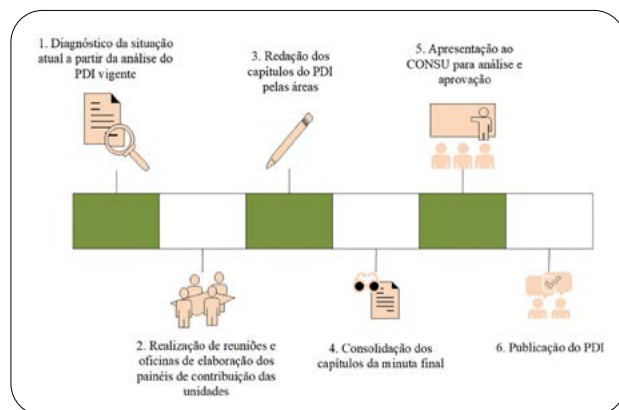 1. Diagnóstico da situação
atual a partir da análise do
PDI vigente
3. Redação dos
capítulos do PDI
pelas áreas
5. Apresentação ao
CONSU para análise e
aprovação
2. Realização de reuniões e
oficinas de elaboração dos
painéis de contribuição das
unidades
4. Consolidação dos
capítulos da minuta final
6. Publicação do PDI